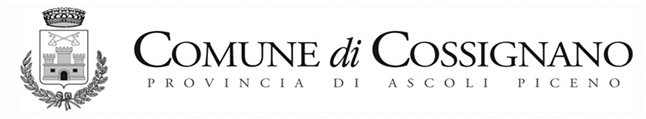 COMUNE di COSSIGNANO
PROVINCIA DI ASCOLI PICENO